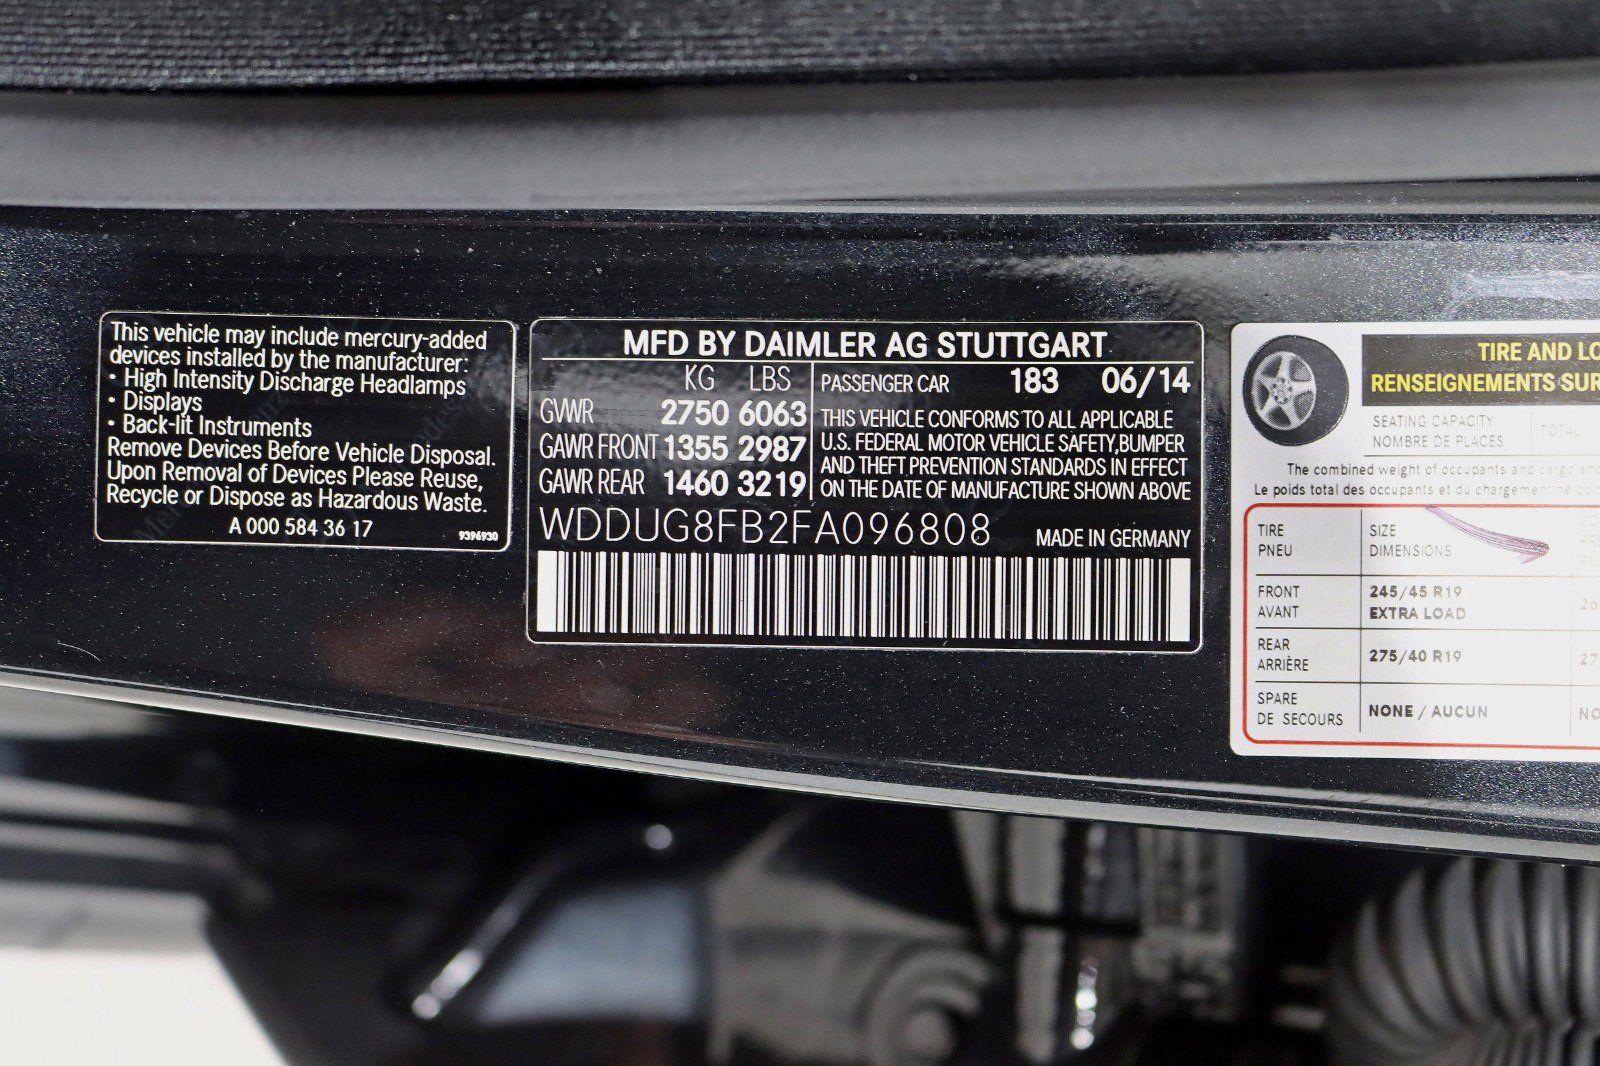 This vehicle may include mercury-added
devices installed by the manufacturer:
• High Intensity Discharge Headlamps
• Displays
• Back-lit Instruments
Remove Devices Before Vehicle Disposal.
Upon Removal of Devices Please Reuse,
Recycle or Dispose as Hazardous Waste.
A 000 584 36 17
9396930
MFD BY DAIMLER AG STUTTGART
KG LBS
GVWR 2750 6063
GAWR FRONT 1355 2987
GAWR REAR 1460 3219
PASSENGER CAR 183 06/14
THIS VEHICLE CONFORMS TO ALL APPLICABLE
U.S. FEDERAL MOTOR VEHICLE SAFETY,BUMPER
AND THEFT PREVENTION STANDARDS IN EFFECT
ON THE DATE OF MANUFACTURE SHOWN ABOVE
WDDUG8FB2FA096808
MADE IN GERMANY
TIRE AND LO
RENSEIGNEMENTS SUR
SEATING CAPACITY
NOMBRE DE PLACES
TOTAL
The combined weight of occupants and cargo sho
Le poids total des occupants et du chargement ne
TIRE
PNEU
SIZE
DIMENSIONS
FRONT
AVANT
245/45 R19
EXTRA LOAD
REAR
ARRIÈRE
275/40 R19
27
SPARE
DE SECOURS
NONE / AUCUN
NO